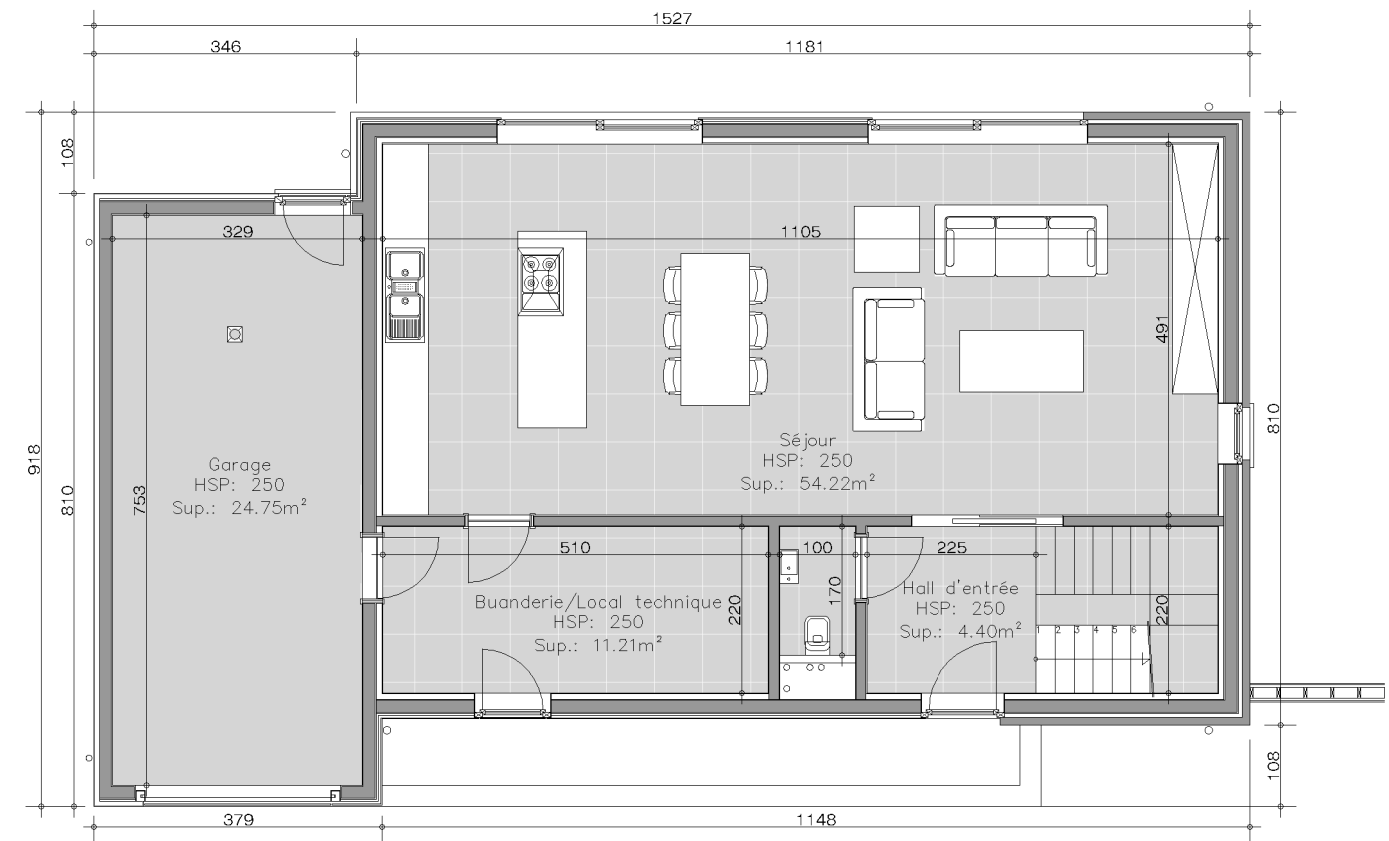 1527
346
1181
108
329
1105
491
918
810
753
810
Séjour
HSP: 250
Sup.: 54.22m²
Garage
HSP: 250
Sup.: 24.75m²
510
100
225
Buanderie/Local technique
HSP: 250
Sup.: 11.21m²
220
170
Hall d'entrée
HSP: 250
Sup.: 4.40m²
220
1 2 3 4 5 6
108
379
1148